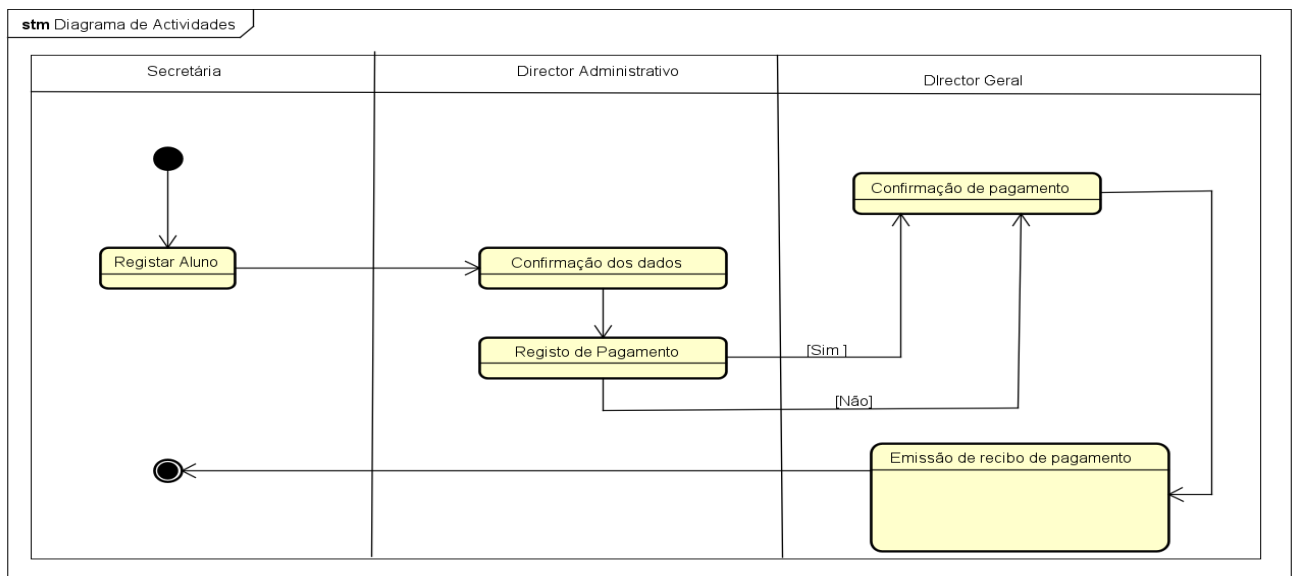 stm Diagrama de Actividades
Secretária
Director Administrativo
DIrector Geral
Confirmação de pagamento
Registar Aluno
Confirmação dos dados
Registo de Pagamento
[Sim ]
[Não]
Emissão de recibo de pagamento